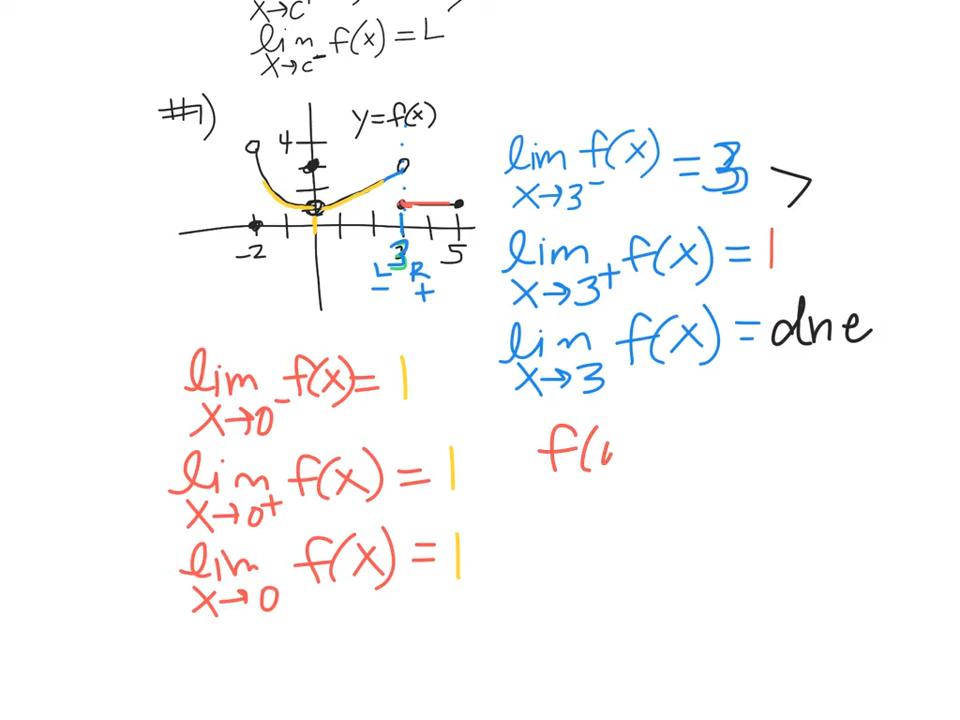 x→c⁺
lim f(x) = L
x→c⁻
#1)
y=f(x)
4
-2
3
5
L R
− +
lim f(x) = 3 >
x→3⁻
lim f(x) = 1
x→3⁺
lim f(x) = dne
x→3
lim f(x) = 1
x→0⁻
lim f(x) = 1
x→0⁺
lim f(x) = 1
x→0
f(